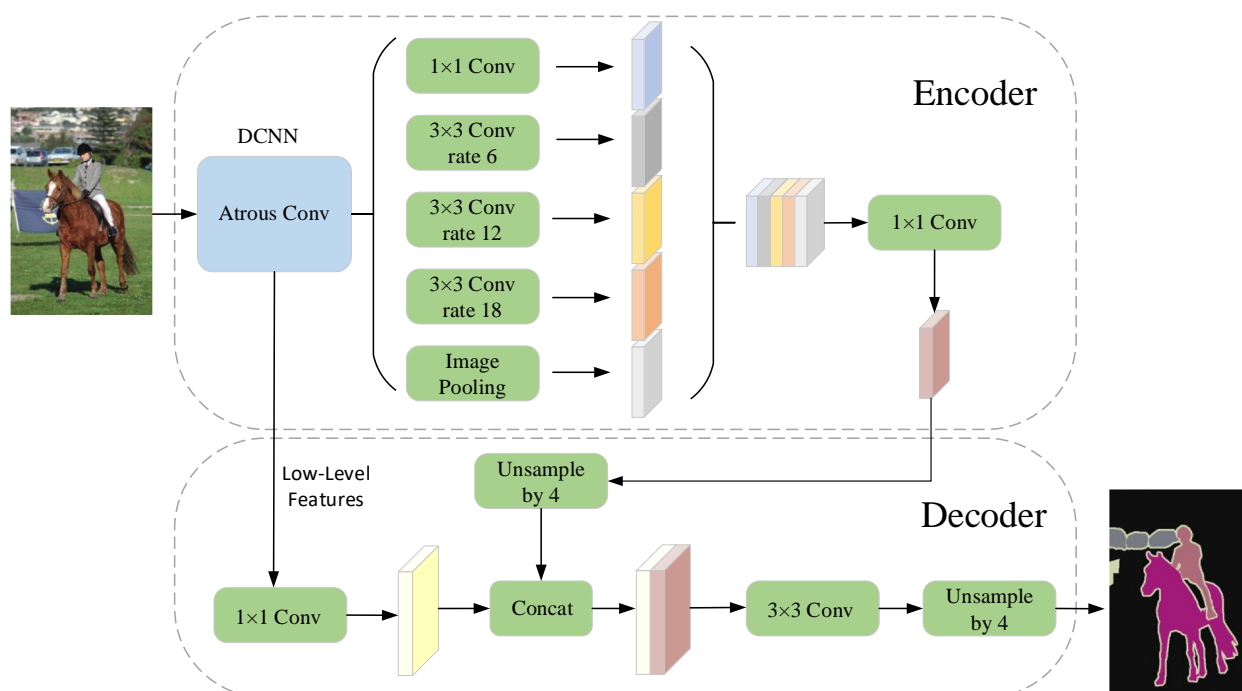 Encoder
DCNN
Atrous Conv
1×1 Conv
3×3 Conv
rate 6
3×3 Conv
rate 12
3×3 Conv
rate 18
Image
Pooling
1×1 Conv
Low-Level
Features
Unsample
by 4
Decoder
1×1 Conv
Concat
3×3 Conv
Unsample
by 4